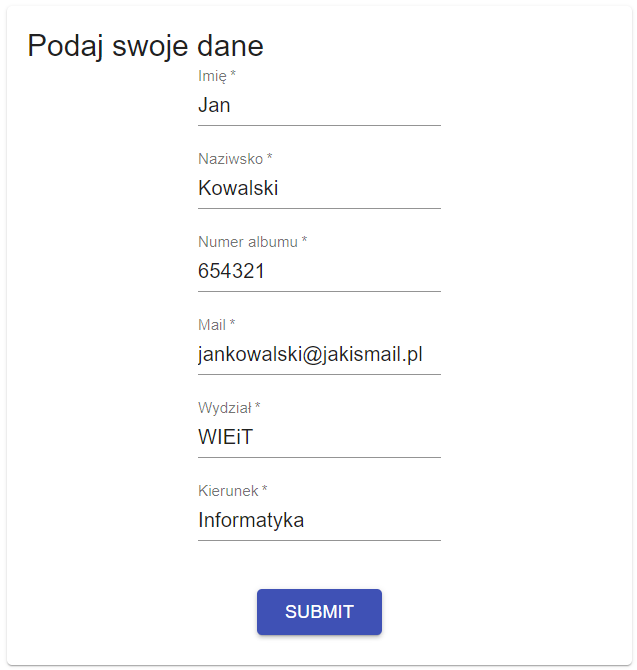 Podaj swoje dane
Imię *
Jan
Naziwsko *
Kowalski
Numer albumu *
654321
Mail *
jankowalski@jakismail.pl
Wydział *
WIEiT
Kierunek *
Informatyka
SUBMIT